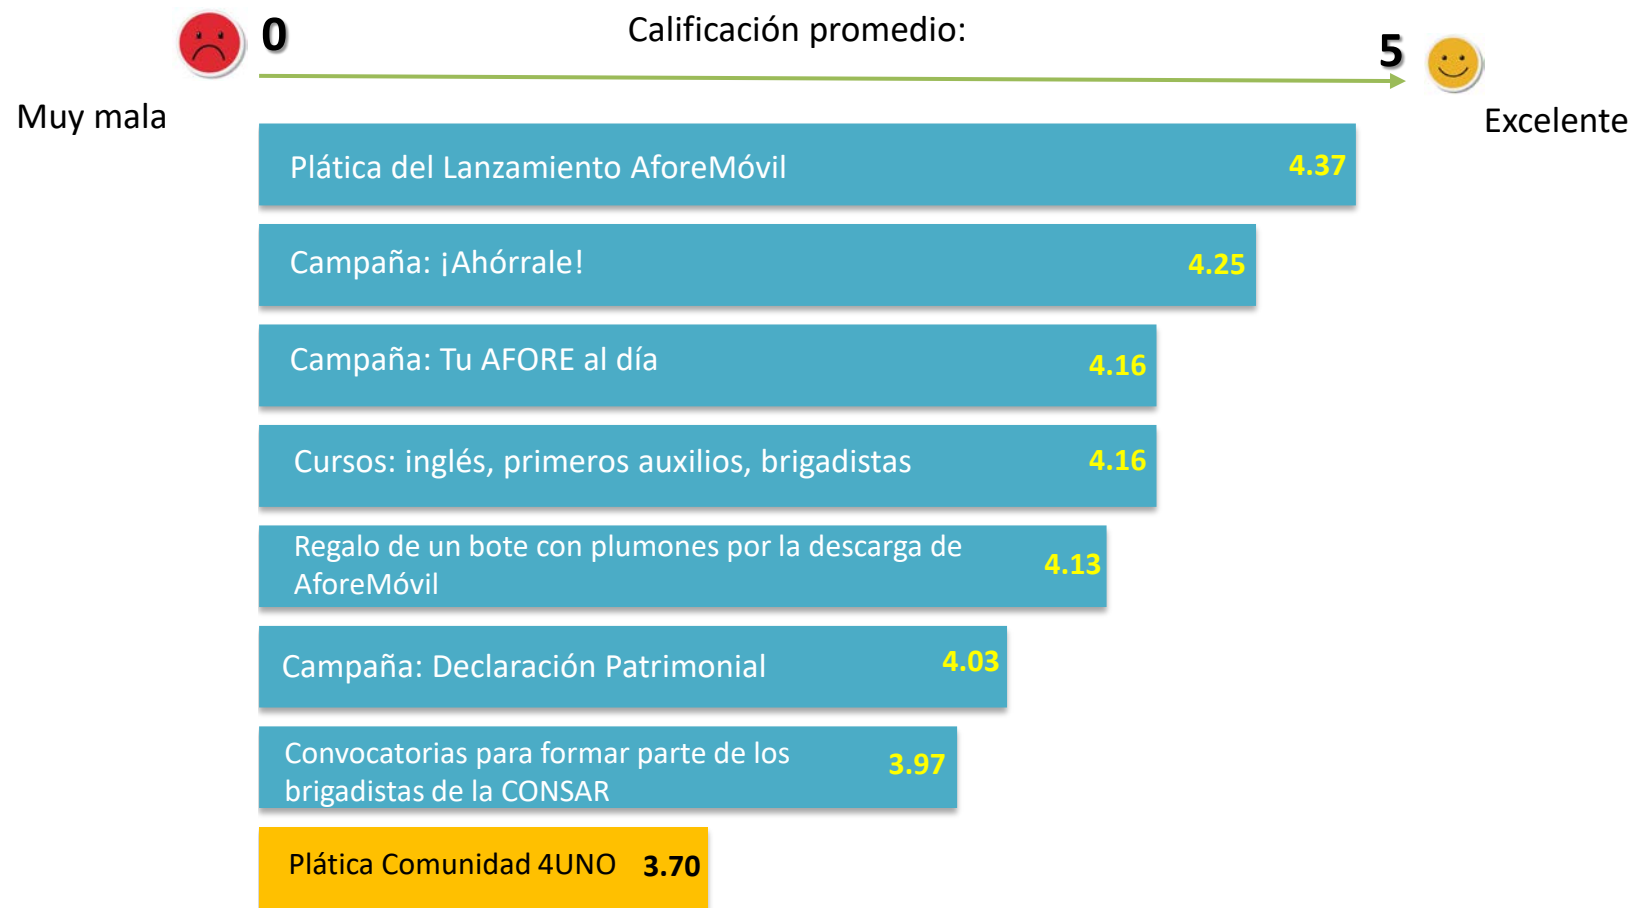 0
Calificación promedio:
5
Muy mala
Excelente
Plática del Lanzamiento AforeMóvil 4.37
Campaña: ¡Ahórrale! 4.25
Campaña: Tu AFORE al día 4.16
Cursos: inglés, primeros auxilios, brigadistas 4.16
Regalo de un bote con plumones por la descarga de
AforeMóvil
4.13
Campaña: Declaración Patrimonial 4.03
Convocatorias para formar parte de los
brigadistas de la CONSAR
3.97
Plática Comunidad 4UNO 3.70